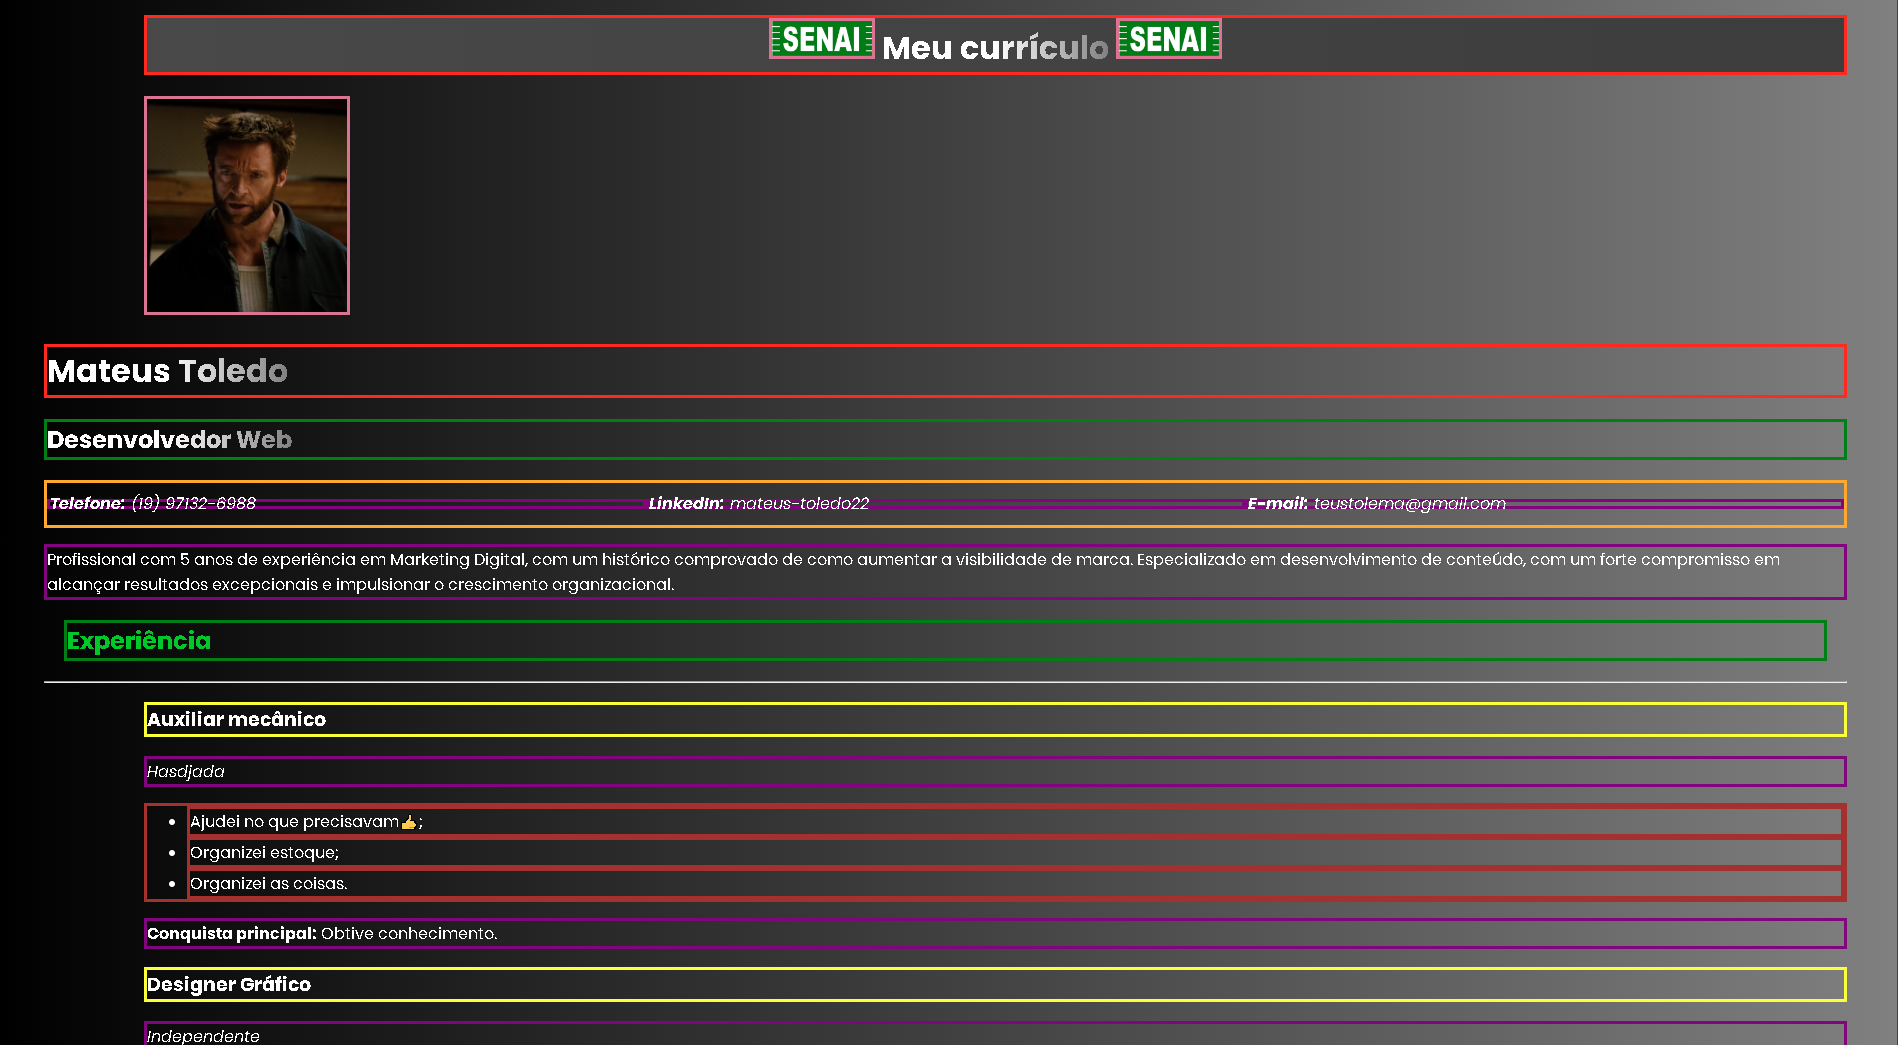 SENAI Meu currículo SENAI
Mateus Toledo
Desenvolvedor Web
Telefone: (19) 97132-6988 LinkedIn: mateus-toledo22 E-mail: teustolema@gmail.com
Profissional com 5 anos de experiência em Marketing Digital, com um histórico comprovado de como aumentar a visibilidade de marca. Especializado em desenvolvimento de conteúdo, com um forte compromisso em
alcançar resultados excepcionais e impulsionar o crescimento organizacional.
Experiência
Auxiliar mecânico
Hasdjada
• Ajudei no que precisavam👍;
• Organizei estoque;
• Organizei as coisas.
Conquista principal: Obtive conhecimento.
Designer Gráfico
Independente